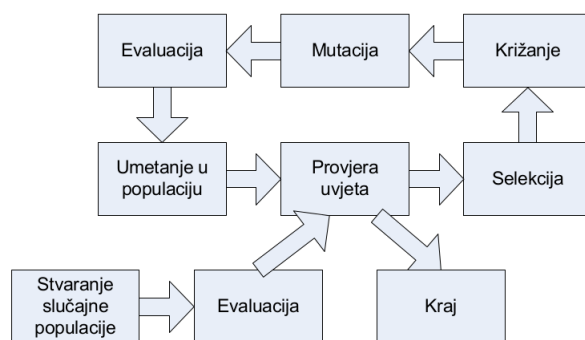 Evaluacija
Mutacija
Križanje
Umetanje u
populaciju
Provjera
uvjeta
Selekcija
Stvaranje
slučajne
populacije
Evaluacija
Kraj